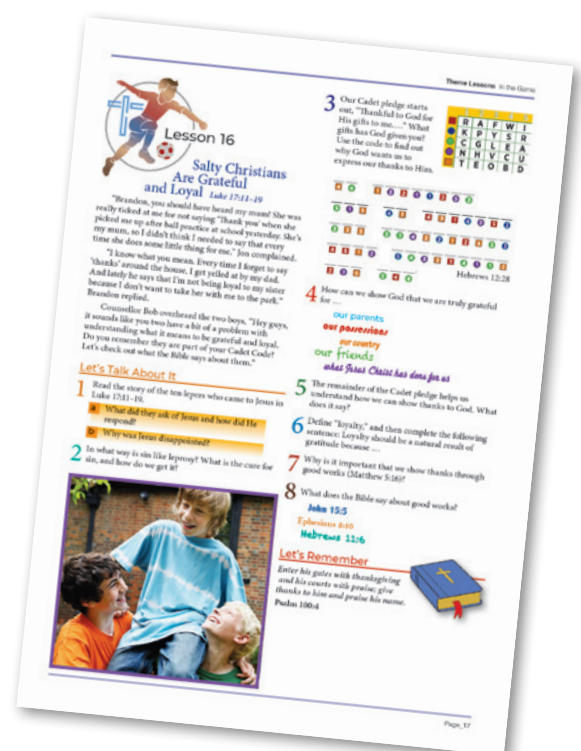 Theme Lessons In the Game
Lesson 16
Salty Christians
Are Grateful
and Loyal Luke 17:11–19
"Brandon, you should have heard my mum! She was
really ticked at me for not saying 'Thank you' when she
picked me up after ball practice at school yesterday. She's
my mum, so I didn't think I needed to say that every
time she does some little thing for me," Jon complained.
"I know what you mean. Every time I forget to say
'thanks' around the house, I get yelled at by my dad.
And lately he says that I'm not being loyal to my sister
because I don't want to take her with me to the park."
Brandon replied.
Counsellor Bob overheard the two boys, "Hey guys,
it sounds like you two have a bit of a problem with
understanding what it means to be grateful and loyal.
Do you remember they are part of your Cadet Code?
Let's check out what the Bible says about them."
Let's Talk About It
1 Read the story of the ten lepers who came to Jesus in
Luke 17:11-19.
a What did they ask of Jesus and how did He
respond?
b Why was Jesus disappointed?
2 In what way is sin like leprosy? What is the cure for
sin, and how do we get it?
3 Our Cadet pledge starts
out, "Thankful to God for
His gifts to me...." What
gifts has God given you?
Use the code to find out
why God wants us to
express our thanks to Him.
R A F W I
K P Y S R
C G L E A
N H V C U
T E O B D
Hebrews 12:28
4 How can we show God that we are truly grateful
for ...
our parents
our possessions
our country
our friends
what Jesus Christ has done for us
5 The remainder of the Cadet pledge helps us
understand how we can show thanks to God. What
does it say?
6 Define "loyalty," and then complete the following
sentence: Loyalty should be a natural result of
gratitude because ...
7 Why is it important that we show thanks through
good works (Matthew 5:16)?
8 What does the Bible say about good works?
John 15:5
Ephesians 2:10
Hebrews 11:6
Let's Remember
Enter his gates with thanksgiving
and his courts with praise; give
thanks to him and praise his name.
Psalm 100:4
Page_17